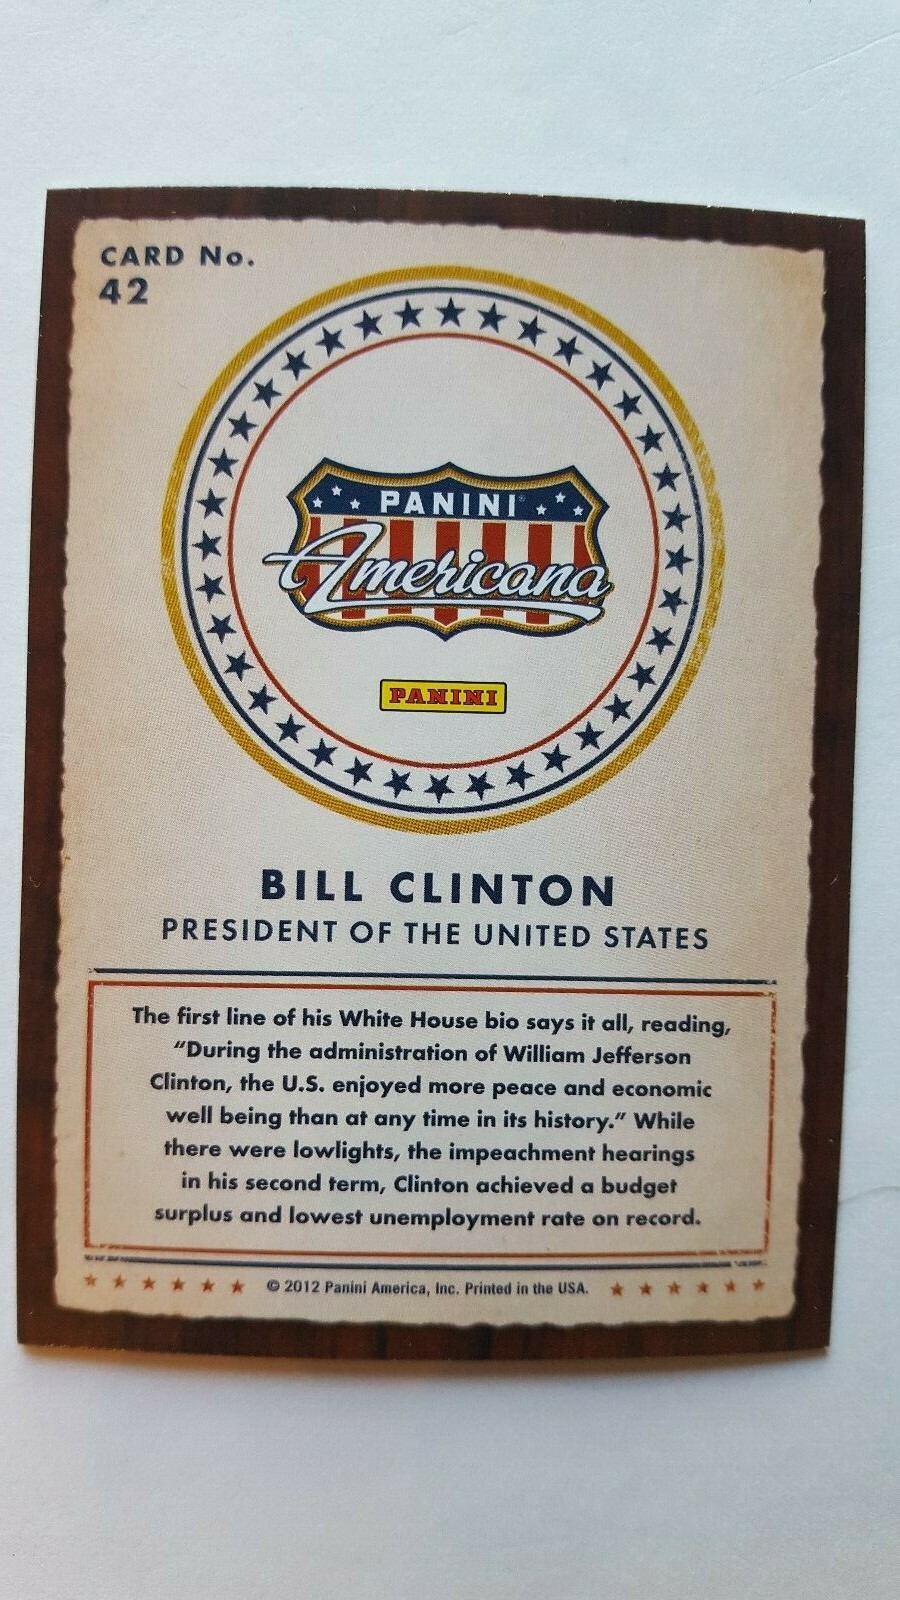 CARD No.
42
PANINI®
Americana
PANINI
BILL CLINTON
PRESIDENT OF THE UNITED STATES
The first line of his White House bio says it all, reading,
“During the administration of William Jefferson
Clinton, the U.S. enjoyed more peace and economic
well being than at any time in its history.” While
there were lowlights, the impeachment hearings
in his second term, Clinton achieved a budget
surplus and lowest unemployment rate on record.
© 2012 Panini America, Inc. Printed in the USA.